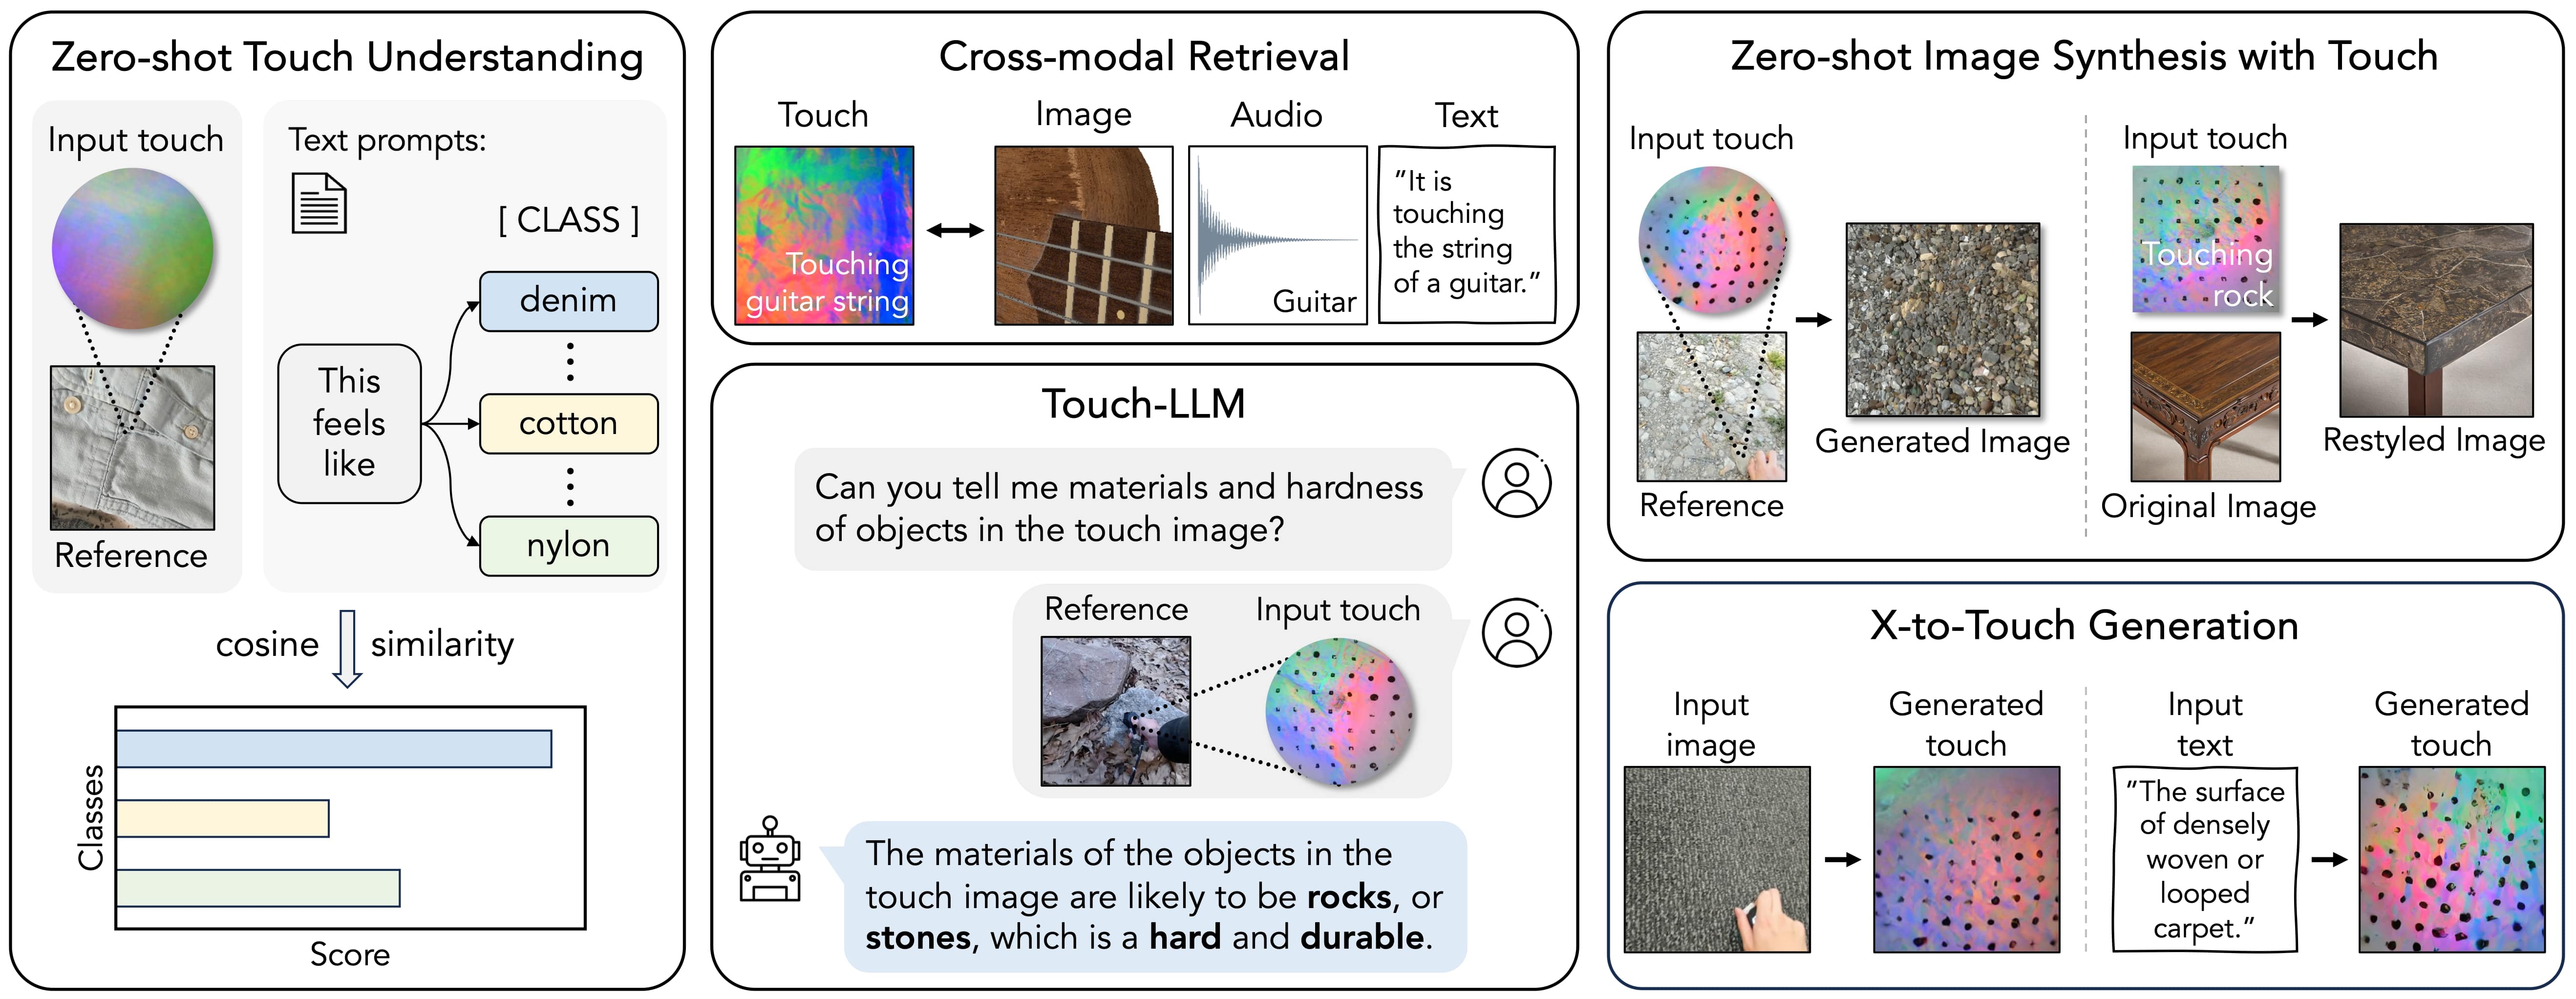 Zero-shot Touch Understanding
Input touch
Reference
Text prompts:
[ CLASS ]
This
feels
like
denim
cotton
nylon
cosine similarity
Classes
Score
Cross-modal Retrieval
Touch
Touching
guitar string
Image
Audio
Guitar
Text
”It is
touching
the string
of a guitar.”
Touch-LLM
Can you tell me materials and hardness
of objects in the touch image?
Reference
Input touch
The materials of the objects in the
touch image are likely to be rocks, or
stones, which is a hard and durable.
Zero-shot Image Synthesis with Touch
Input touch
Reference
Generated Image
Input touch
Touching
rock
Original Image
Restyled Image
X-to-Touch Generation
Input
image
Generated
touch
Input
text
”The surface
of densely
woven or
looped
carpet.”
Generated
touch